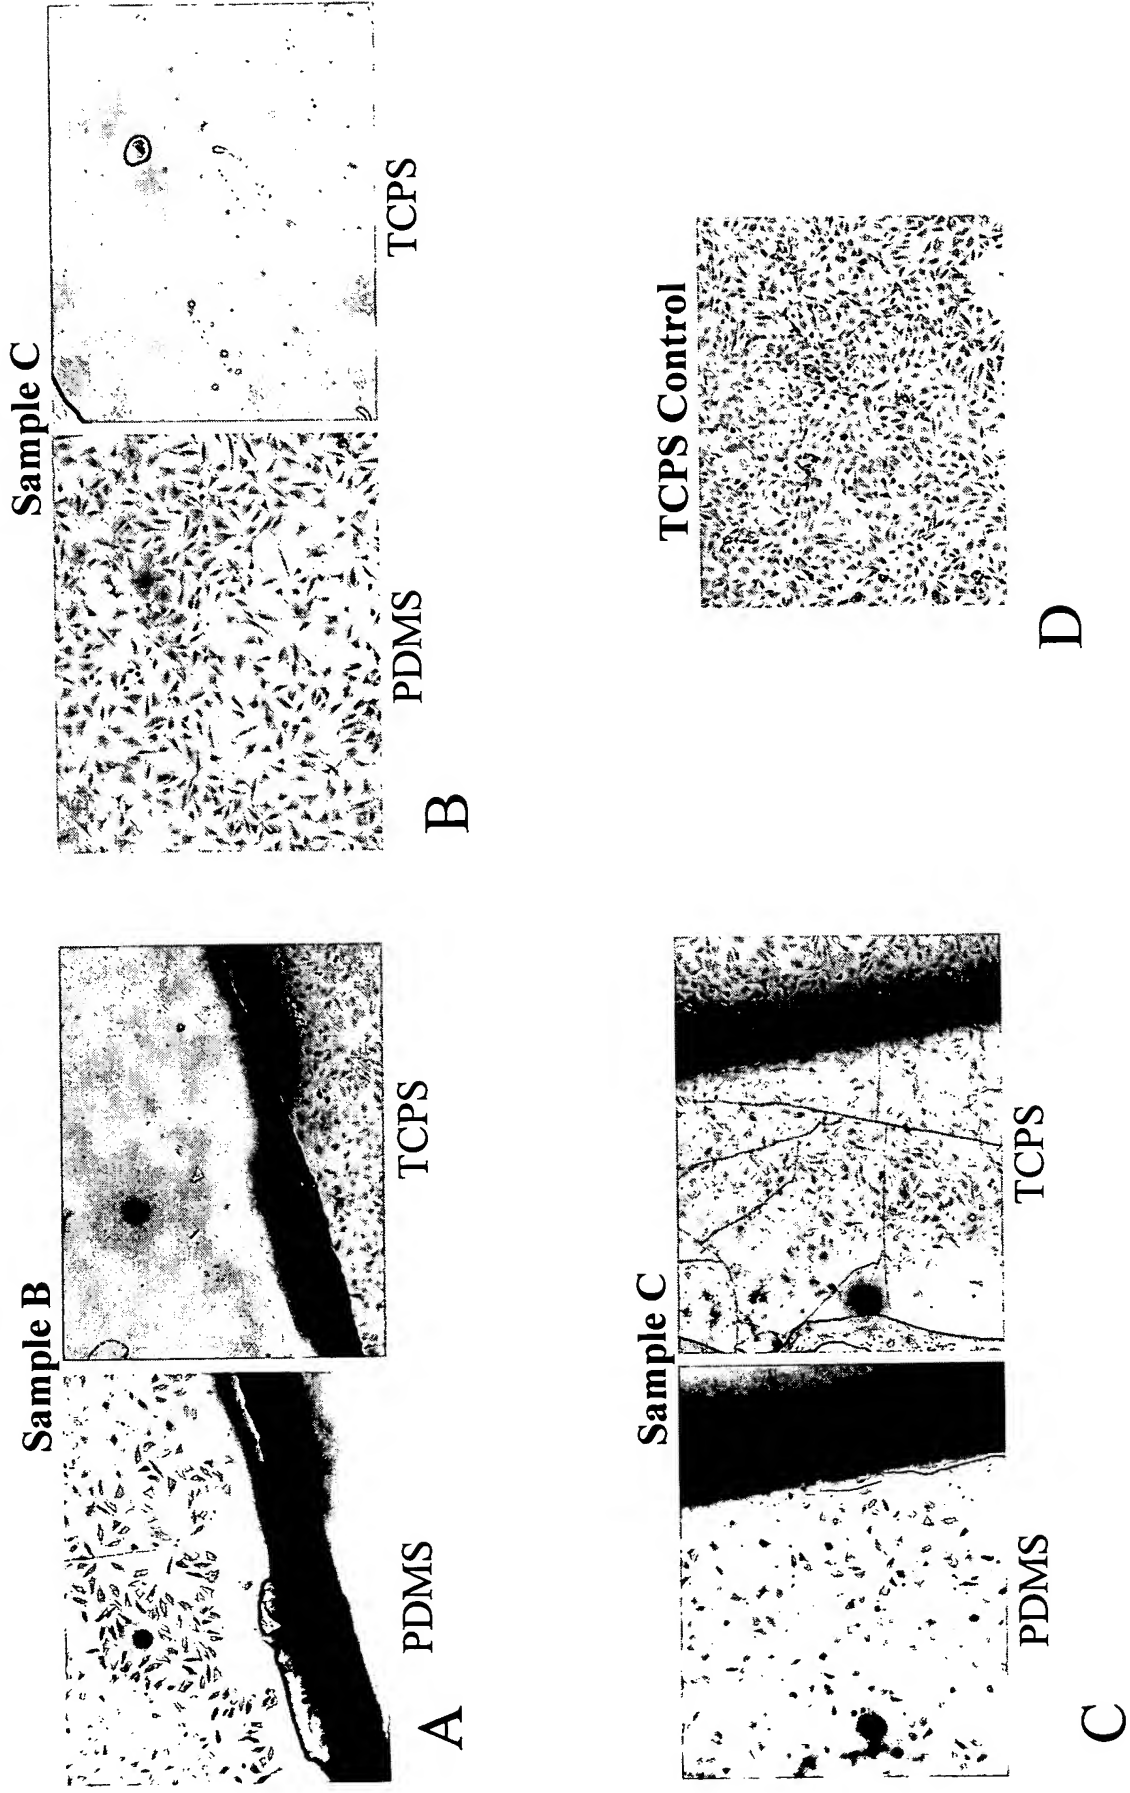 Sample B
PDMS
TCPS
A
Sample C
PDMS
TCPS
B
Sample C
PDMS
TCPS
C
TCPS Control
D